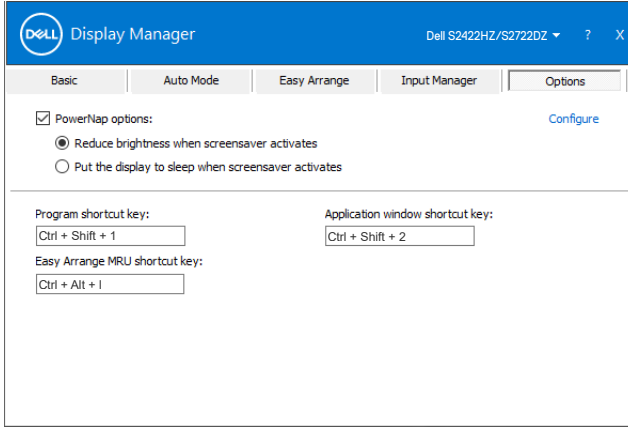 DELL Display Manager Dell S2422HZ/S2722DZ ? X
Basic Auto Mode Easy Arrange Input Manager Options
PowerNap options: Configure
Reduce brightness when screensaver activates
Put the display to sleep when screensaver activates
Program shortcut key: Application window shortcut key:
Ctrl + Shift + 1 Ctrl + Shift + 2
Easy Arrange MRU shortcut key:
Ctrl + Alt + l